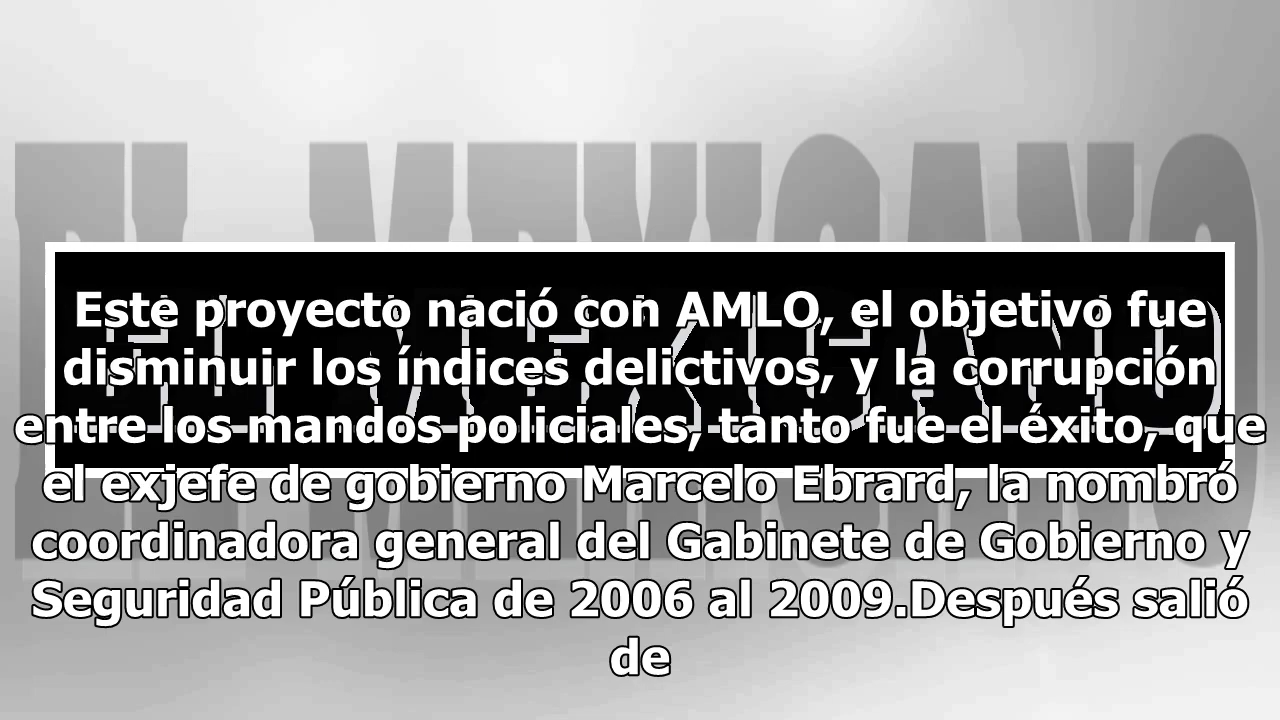 EL MEXICANO
Este proyecto nació con AMLO, el objetivo fue
disminuir los índices delictivos, y la corrupción
entre los mandos policiales, tanto fue el éxito, que
el exjefe de gobierno Marcelo Ebrard, la nombró
coordinadora general del Gabinete de Gobierno y
Seguridad Pública de 2006 al 2009.Después salió
de